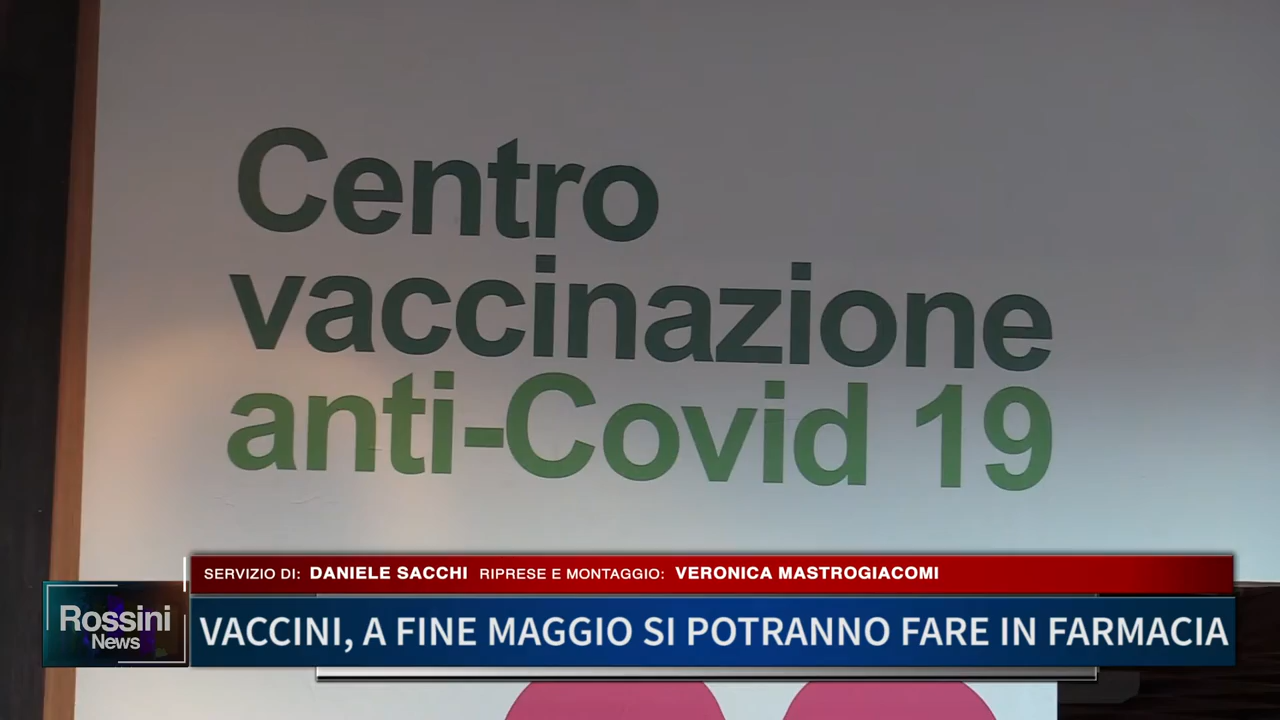 Centro
vaccinazione
anti-Covid 19
SERVIZIO DI: DANIELE SACCHI RIPRESE E MONTAGGIO: VERONICA MASTROGIACOMI
Rossini
News
VACCINI, A FINE MAGGIO SI POTRANNO FARE IN FARMACIA